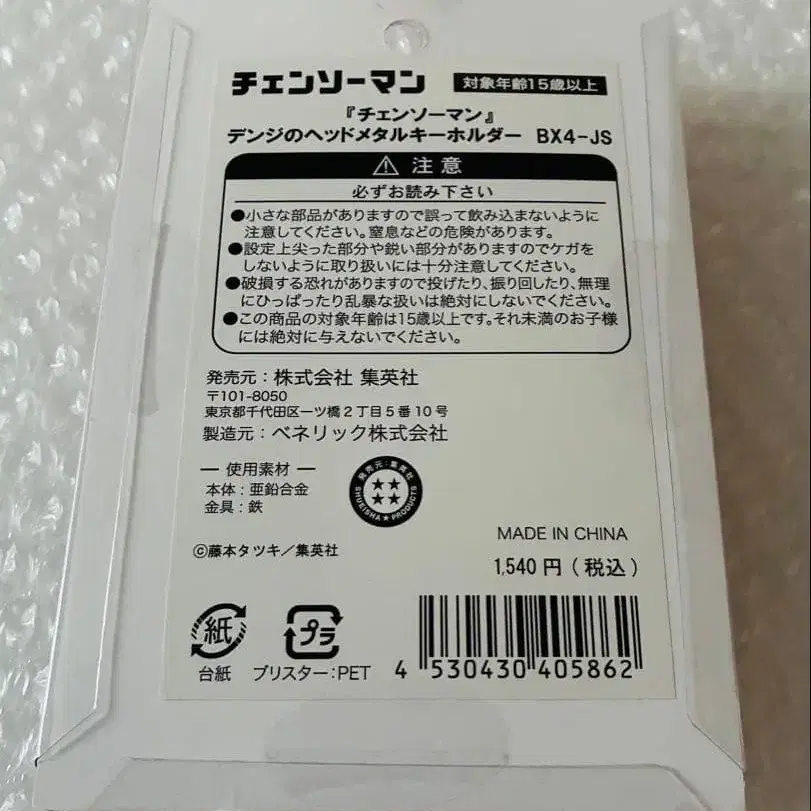 チェンソーマン 対象年齢15歳以上
『チェンソーマン』
デンジのヘッドメタルキーホルダー BX4-JS
注意
必ずお読み下さい
●小さな部品がありますので誤って飲み込まないように
注意してください。窒息などの危険があります。
●設定上尖った部分や鋭い部分がありますのでケガを
しないように取り扱いには十分注意してください。
●破損する恐れがありますので投げたり、振り回したり、無理
にひっぱったり乱暴な扱いは絶対にしないでください。
●この商品の対象年齢は15歳以上です。それ未満のお子様
には絶対に与えないでください。
発売元:株式会社 集英社
〒101-8050
東京都千代田区一ツ橋2丁目5番10号
製造元:ベネリック株式会社
― 使用素材 ―
本体:亜鉛合金
金具:鉄
発売元:集英社
SHUEISHA★PRODUCTS
MADE IN CHINA
©藤本タツキ/集英社
1,540円(税込)
紙
台紙
プラ
ブリスター:PET
4 530430 405862